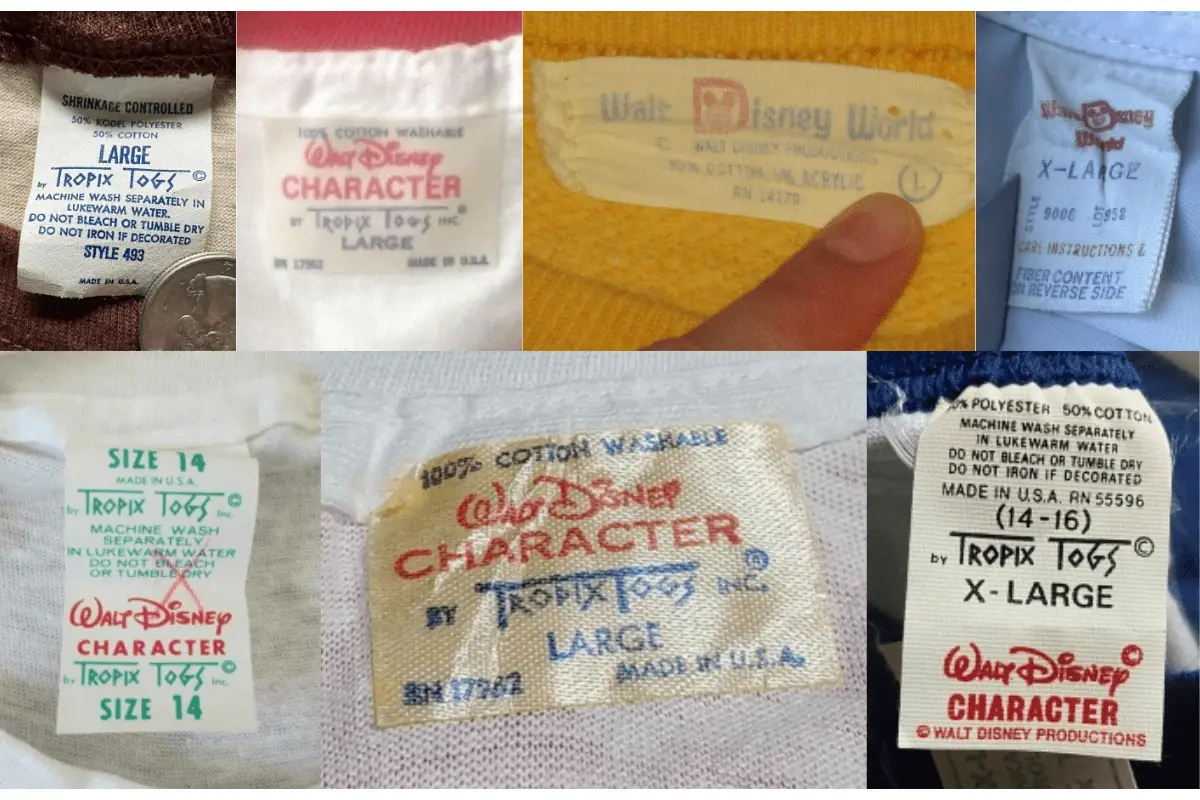 SHRINKAGE CONTROLLED
50% KODEL POLYESTER
50% COTTON
LARGE
by TROPIX TOGS ©
MACHINE WASH SEPARATELY IN
LUKEWARM WATER.
DO NOT BLEACH OR TUMBLE DRY
DO NOT IRON IF DECORATED
STYLE 493
MADE IN U.S.A.
100% COTTON WASHABLE
WALT DISNEY
CHARACTER
BY TROPIX TOGS INC.
LARGE
RN 17962 MADE IN U.S.A.
Walt Disney World
© WALT DISNEY PRODUCTIONS
COTTON, ACRYLIC
RN 14179
L
Walt Disney
World
X-LARGE
STYLE 9006 LOT 958
CARE INSTRUCTIONS &
FIBER CONTENT
ON REVERSE SIDE
SIZE 14
MADE IN U.S.A.
by TROPIX TOGS © Inc.
MACHINE WASH
SEPARATELY
IN LUKEWARM WATER
DO NOT BLEACH
OR TUMBLE DRY
WALT DISNEY
CHARACTER
by TROPIX TOGS © Inc.
SIZE 14
100% COTTON WASHABLE
WALT DISNEY
CHARACTER
BY TROPIX TOGS INC. ®
LARGE
RN 17962 MADE IN U.S.A.
% POLYESTER 50% COTTON
MACHINE WASH SEPARATELY
IN LUKEWARM WATER
DO NOT BLEACH OR TUMBLE DRY
DO NOT IRON IF DECORATED
MADE IN U.S.A. RN 55596
(14-16)
by TROPIX TOGS ©
X-LARGE
WALT DISNEY ©
CHARACTER
© WALT DISNEY PRODUCTIONS